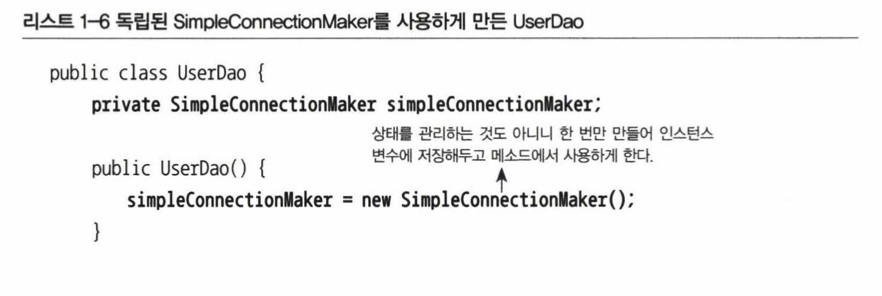 리스트 1-6 독립된 SimpleConnectionMaker를 사용하게 만든 UserDao
public class UserDao {
private SimpleConnectionMaker simpleConnectionMaker;
상태를 관리하는 것도 아니니 한 번만 만들어 인스턴스
변수에 저장해두고 메소드에서 사용하게 한다.
public UserDao() {
simpleConnectionMaker = new SimpleConnectionMaker();
}